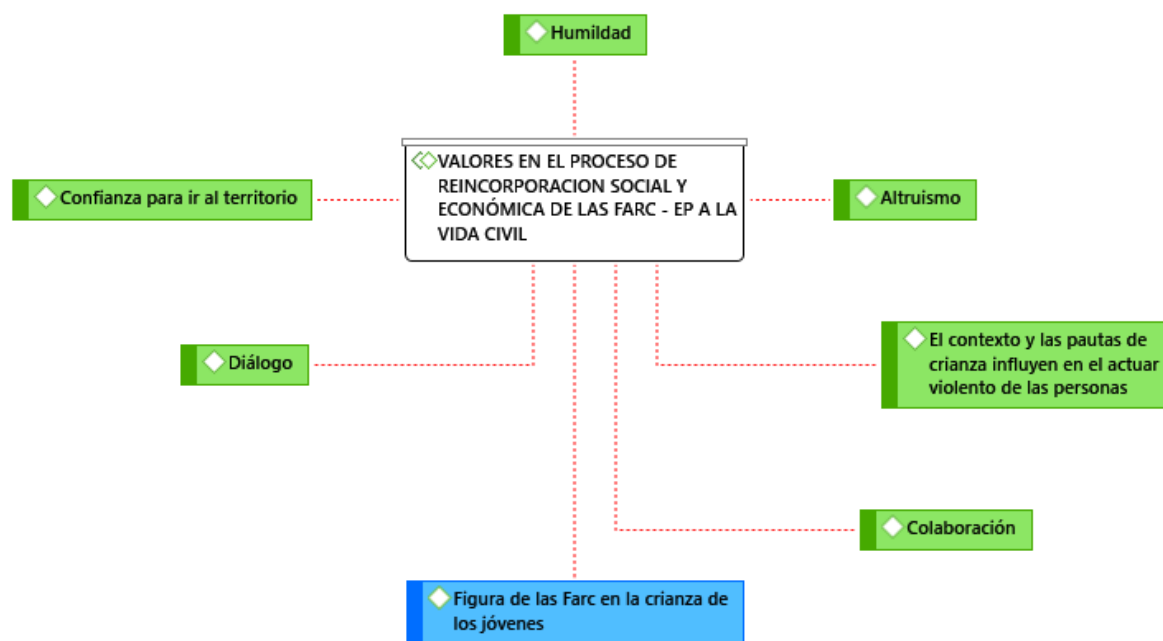 Humildad
VALORES EN EL PROCESO DE
REINCORPORACION SOCIAL Y
ECONÓMICA DE LAS FARC - EP A LA
VIDA CIVIL
Confianza para ir al territorio
Altruismo
Diálogo
El contexto y las pautas de
crianza influyen en el actuar
violento de las personas
Colaboración
Figura de las Farc en la crianza de
los jóvenes